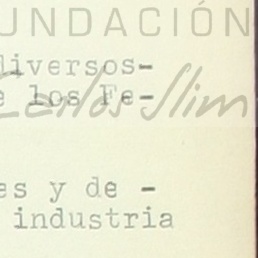 UNDACIÓN
diversos-
e los Fe-
Carlos Slim
es y de -
industria